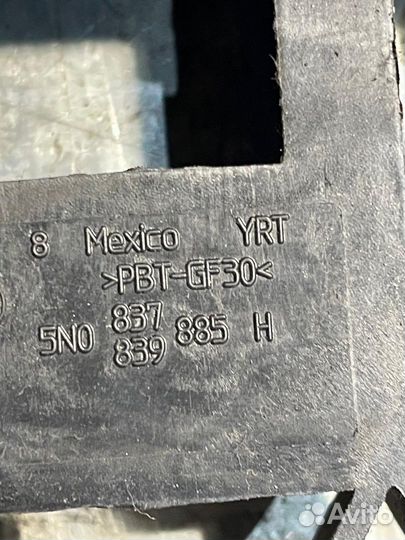 8 Mexico YRT
>PBT-GF30<
837
5N0 885 H
839
Avito